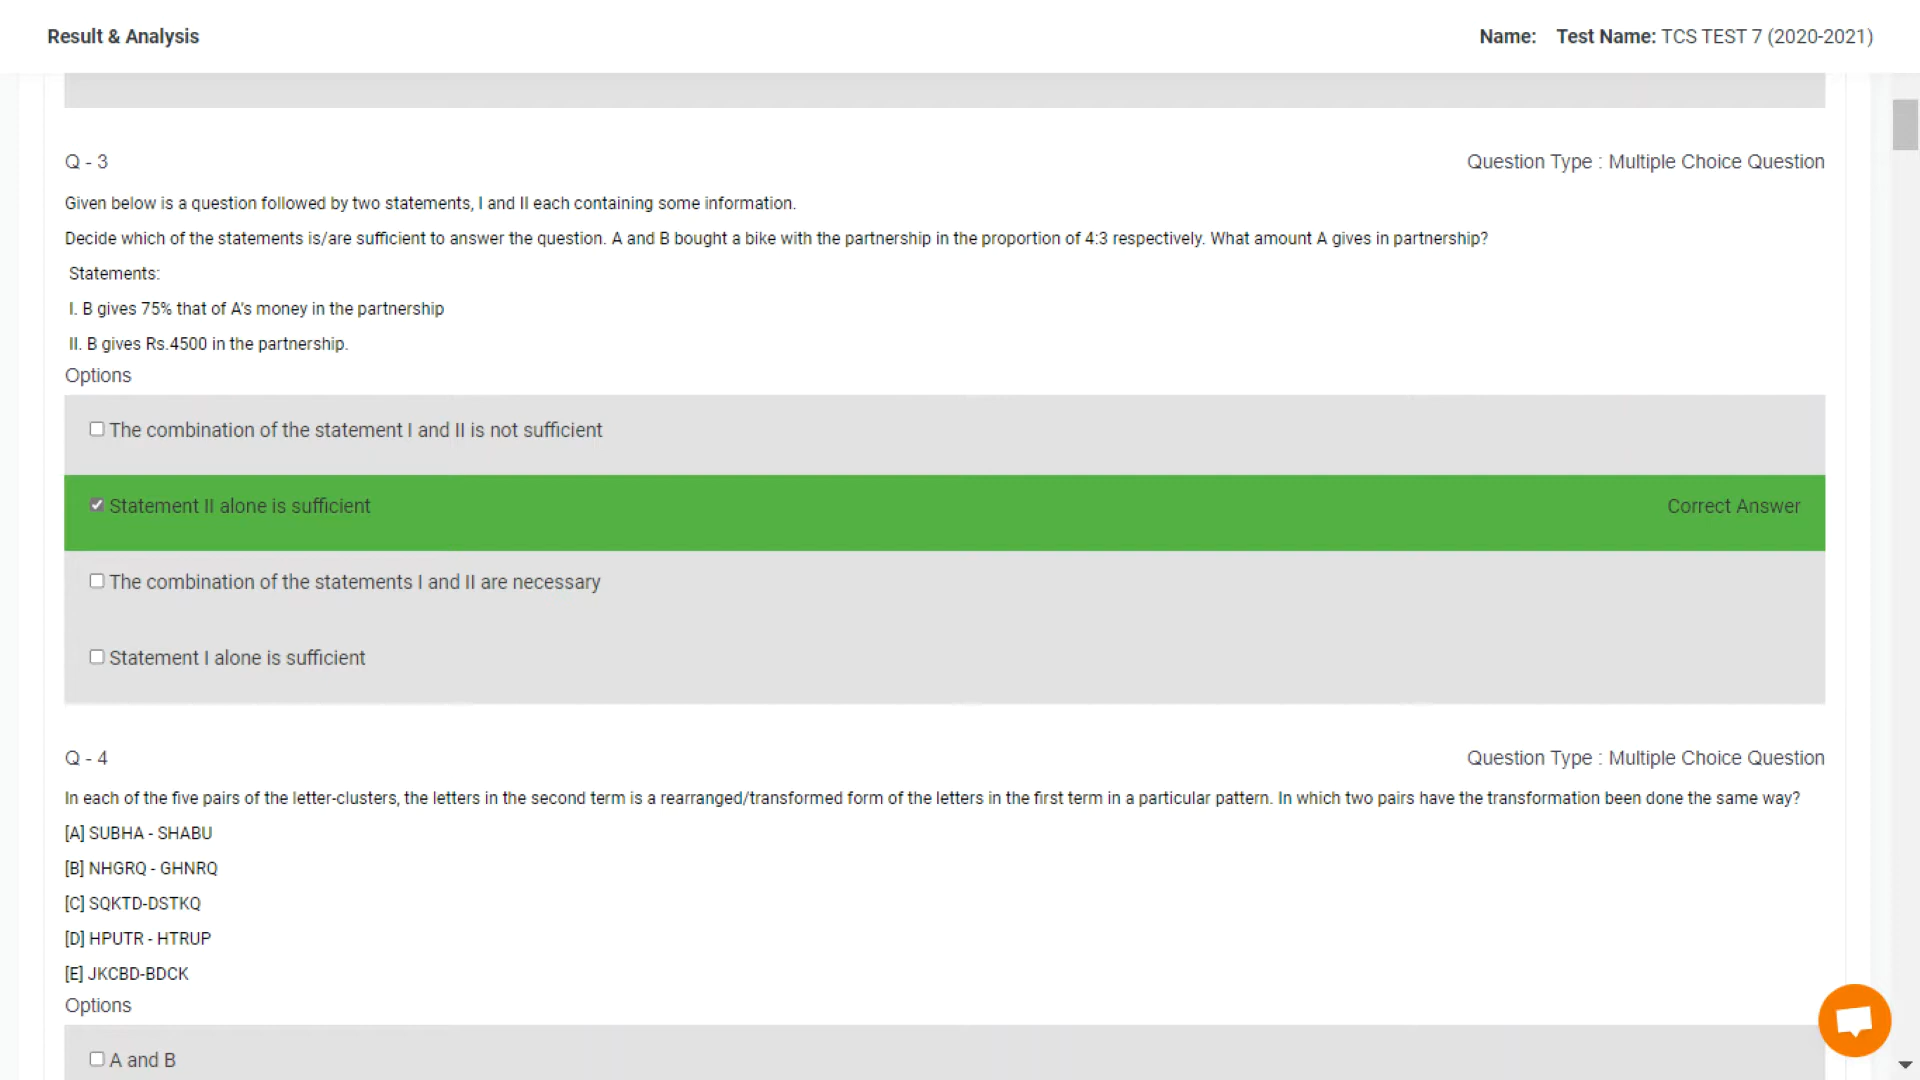 Result & Analysis
Name: Test Name: TCS TEST 7 (2020-2021)
Q - 3
Question Type : Multiple Choice Question
Given below is a question followed by two statements, I and II each containing some information.
Decide which of the statements is/are sufficient to answer the question. A and B bought a bike with the partnership in the proportion of 4:3 respectively. What amount A gives in partnership?
Statements:
I. B gives 75% that of A's money in the partnership
II. B gives Rs.4500 in the partnership.
Options
The combination of the statement I and II is not sufficient
Statement II alone is sufficient
Correct Answer
The combination of the statements I and II are necessary
Statement I alone is sufficient
Q - 4
Question Type : Multiple Choice Question
In each of the five pairs of the letter-clusters, the letters in the second term is a rearranged/transformed form of the letters in the first term in a particular pattern. In which two pairs have the transformation been done the same way?
[A] SUBHA - SHABU
[B] NHGRQ - GHNRQ
[C] SQKTD-DSTKQ
[D] HPUTR - HTRUP
[E] JKCBD-BDCK
Options
A and B